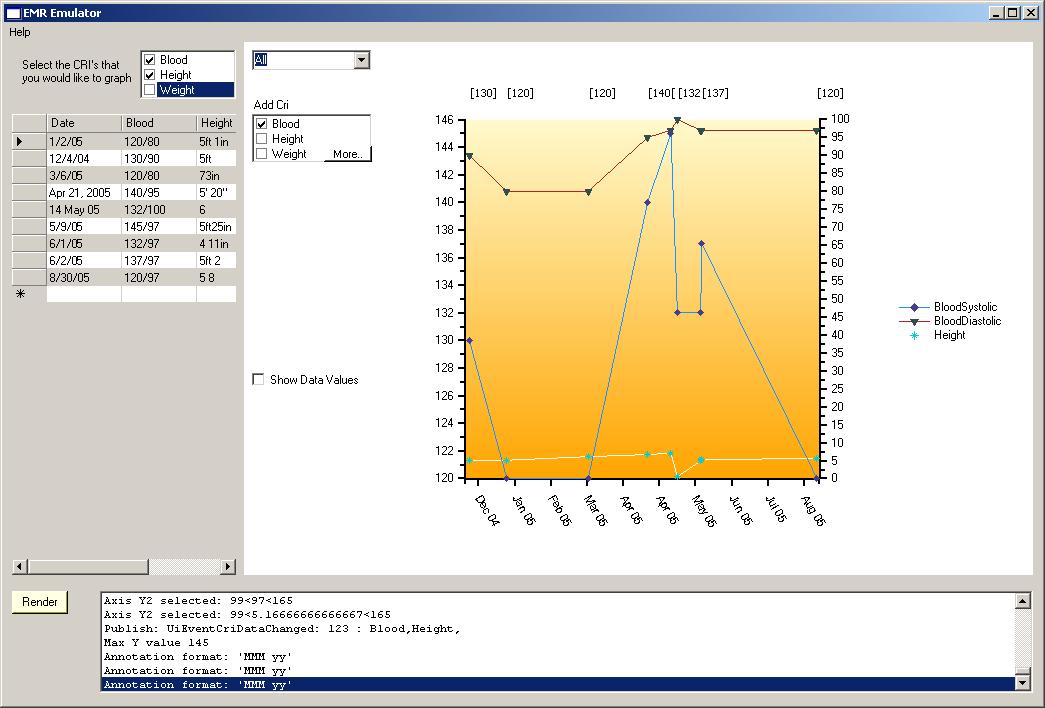 EMR Emulator
Help
Select the CRI's that
you would like to graph
Blood
Height
Weight
Date Blood Height
1/2/05 120/80 5ft 1in
12/4/04 130/90 5ft
3/6/05 120/80 73in
Apr 21, 2005 140/95 5' 20"
14 May 05 132/100 6
5/9/05 145/97 5ft25in
6/1/05 132/97 4 11in
6/2/05 137/97 5ft 2
8/30/05 120/97 5 8
All
Add Cri
Blood
Height
Weight More..
Show Data Values
[130] [120] [120] [140[ [132 [137] [120]
146
144
142
140
138
136
134
132
130
128
126
124
122
120
100
95
90
85
80
75
70
65
60
55
50
45
40
35
30
25
20
15
10
5
0
Dec 04 Jan 05 Feb 05 Mar 05 Apr 05 Apr 05 May 05 Jun 05 Jul 05 Aug 05
BloodSystolic
BloodDiastolic
Height
Render
Axis Y2 selected: 99<97<165
Axis Y2 selected: 99<5.16666666666667<165
Publish: UiEventCriDataChanged: 123 : Blood,Height,
Max Y value 145
Annotation format: 'MMM yy'
Annotation format: 'MMM yy'
Annotation format: 'MMM yy'